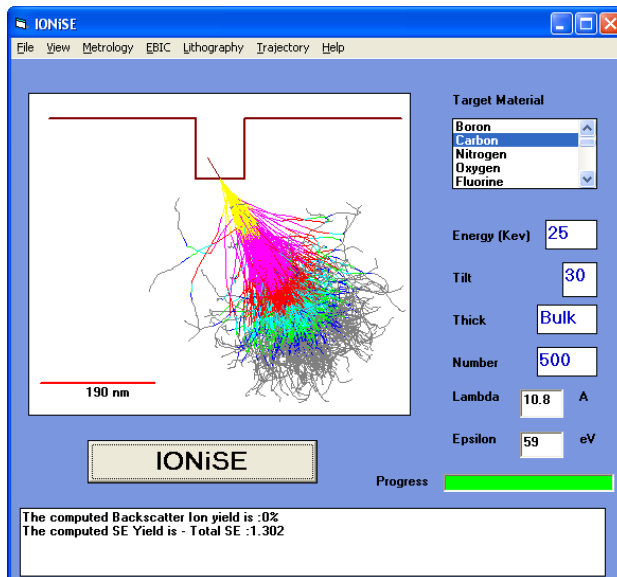 IONiSE
File View Metrology EBIC Lithography Trajectory Help
Target Material
Boron
Carbon
Nitrogen
Oxygen
Fluorine
Energy (Kev) 25
Tilt 30
Thick Bulk
Number 500
Lambda 10.8 A
Epsilon 59 eV
190 nm
IONiSE
Progress
The computed Backscatter Ion yield is :0%
The computed SE Yield is - Total SE :1.302